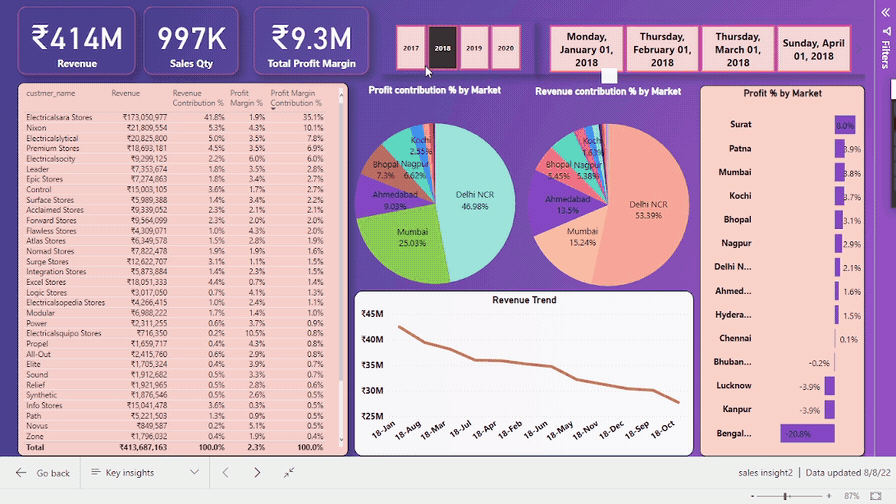 ₹414M
Revenue
997K
Sales Qty
₹9.3M
Total Profit Margin
2017
2018
2019
2020
Monday, January 01, 2018
Thursday, February 01, 2018
Thursday, March 01, 2018
Sunday, April 01, 2018
Filters
custmer_name Revenue Revenue Contribution % Profit Margin % Profit Margin Contribution %
Electricalsara Stores ₹173,050,977 41.8% 1.9% 35.1%
Nixon ₹21,809,554 5.3% 4.3% 10.1%
Electricalslytical ₹20,825,800 5.0% 3.5% 7.8%
Premium Stores ₹18,693,181 4.5% 3.5% 6.9%
Electricalsocity ₹9,299,125 2.2% 6.0% 6.0%
Leader ₹7,353,674 1.8% 3.5% 2.8%
Epic Stores ₹7,274,863 1.8% 3.4% 2.7%
Control ₹15,003,105 3.6% 1.7% 2.7%
Surface Stores ₹5,989,388 1.4% 3.4% 2.2%
Acclaimed Stores ₹9,339,052 2.3% 2.1% 2.1%
Forward Stores ₹9,564,099 2.3% 2.0% 2.0%
Flawless Stores ₹4,309,071 1.0% 4.3% 2.0%
Atlas Stores ₹6,349,578 1.5% 2.8% 1.9%
Nomad Stores ₹7,822,478 1.9% 1.9% 1.6%
Surge Stores ₹12,622,707 3.1% 1.1% 1.5%
Integration Stores ₹5,873,884 1.4% 2.3% 1.5%
Excel Stores ₹18,051,333 4.4% 0.7% 1.4%
Logic Stores ₹3,017,050 0.7% 4.1% 1.3%
Electricalsopedia Stores ₹4,266,415 1.0% 2.4% 1.1%
Modular ₹6,988,222 1.7% 1.4% 1.0%
Power ₹2,311,255 0.6% 3.7% 0.9%
Electricalsquipo Stores ₹716,350 0.2% 10.5% 0.8%
Propel ₹1,659,717 0.4% 4.3% 0.8%
All-Out ₹2,415,760 0.6% 2.9% 0.8%
Elite ₹1,705,324 0.4% 3.9% 0.7%
Sound ₹1,912,682 0.5% 3.3% 0.7%
Relief ₹1,921,965 0.5% 2.8% 0.6%
Synthetic ₹1,876,546 0.5% 2.6% 0.5%
Info Stores ₹15,041,478 3.6% 0.3% 0.5%
Path ₹5,221,503 1.3% 0.9% 0.5%
Novus ₹849,587 0.2% 5.1% 0.5%
Zone ₹1,796,032 0.4% 1.9% 0.4%
Total ₹413,687,163 100.0% 2.3% 100.0%
Profit contribution % by Market
Kochi
2.55%
Bhopal
7.3%
Nagpur
6.62%
Ahmedabad
9.03%
Mumbai
25.03%
Delhi NCR
46.98%
Revenue contribution % by Market
Kochi
Bhopal
5.45%
Nagpur
5.38%
Ahmedabad
13.5%
Mumbai
15.24%
Delhi NCR
53.39%
Revenue Trend
₹45M
₹40M
₹35M
₹30M
₹25M
18-Jan
18-Aug
18-Mar
18-Jul
18-Apr
18-Feb
18-Jun
18-May
18-Nov
18-Dec
18-Sep
18-Oct
Profit % by Market
Surat 8.0%
Patna 3.9%
Mumbai 3.8%
Kochi 3.7%
Bhopal 3.1%
Nagpur 2.9%
Delhi N... 2.1%
Ahmed... 1.6%
Hydera... 1.5%
Chennai 0.1%
Bhuban... -0.2%
Lucknow -3.9%
Kanpur -3.9%
Bengal... -20.8%
Go back
Key insights
sales insight2 | Data updated 8/8/22
87%